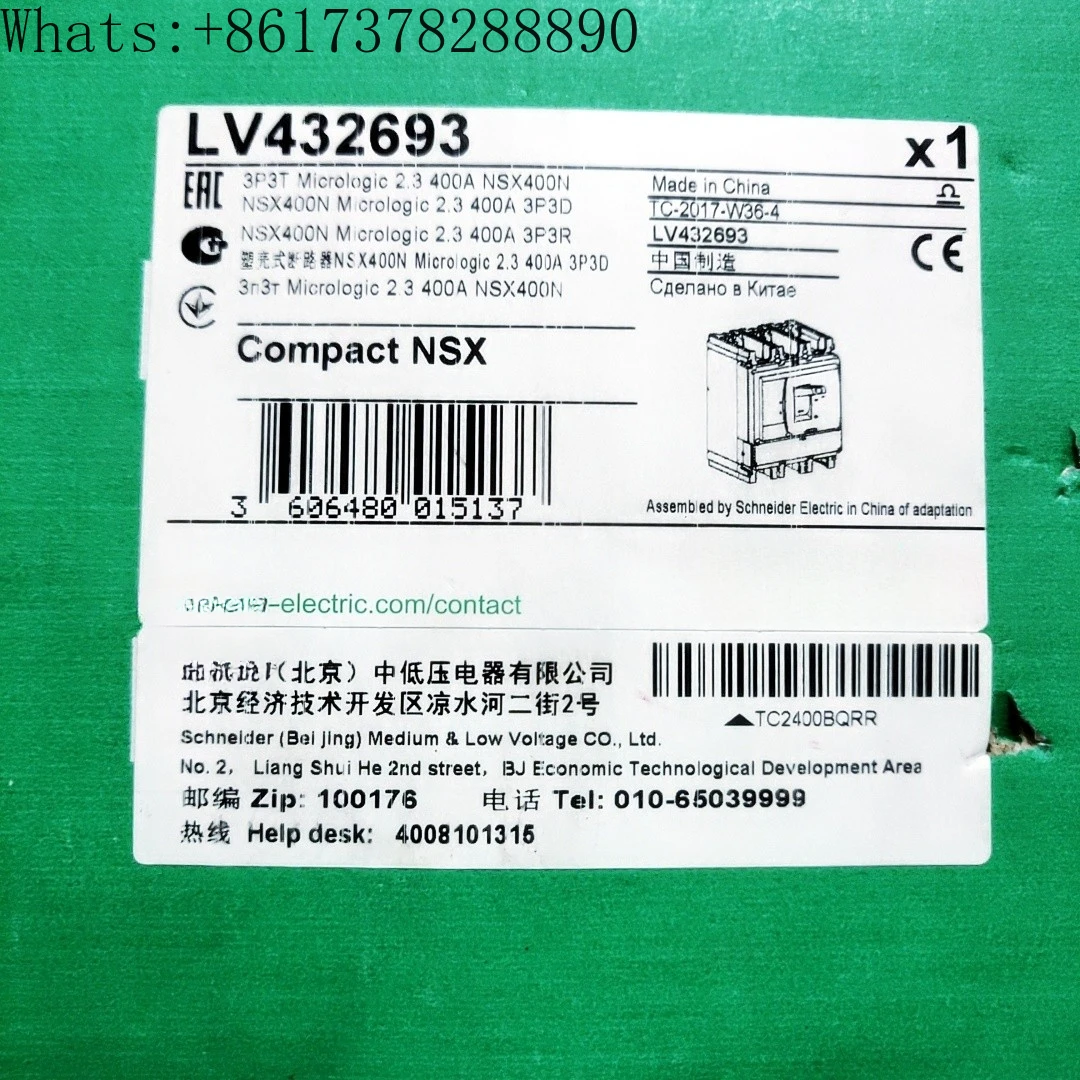 Whats:+8617378288890
LV432693
x1
EAC
3P3T Micrologic 2.3 400A NSX400N
NSX400N Micrologic 2.3 400A 3P3D
NSX400N Micrologic 2.3 400A 3P3R
塑壳式断路器NSX400N Micrologic 2.3 400A 3P3D
3п3т Micrologic 2.3 400A NSX400N
Made in China
TC-2017-W36-4
LV432693
中国制造
Сделано в Китае
CE
Compact NSX
3 606480 015137
Assembled by Schneider Electric in China of adaptation
-electric.com/contact
(北京) 中低压电器有限公司
北京经济技术开发区凉水河二街2号
TC2400BQRR
Schneider (Beijing) Medium & Low Voltage CO., Ltd.
No. 2, Liang Shui He 2nd street, BJ Economic Technological Development Area
邮编 Zip: 100176 电话 Tel: 010-65039999
热线 Help desk: 4008101315